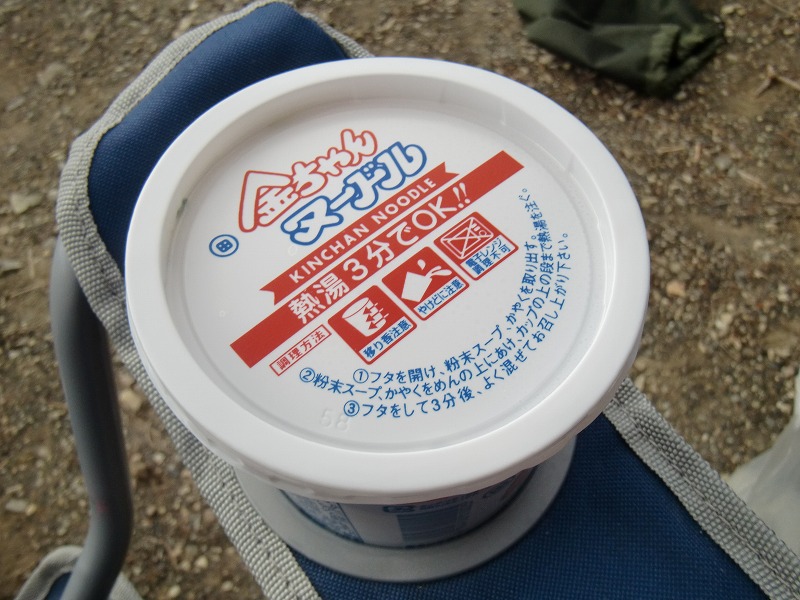 金ちゃん
ヌードル
田
KINCHAN NOODLE
熱湯3分でOK!!
調理方法
移り香注意
やけどに注意
電子レンジ
調理不可
①フタを開け、粉末スープ、かやくを取り出す。
②粉末スープ、かやくをめんの上にあけ、カップの上の段まで熱湯を注ぐ。
③フタをして3分後、よく混ぜてお召し上がり下さい。
58